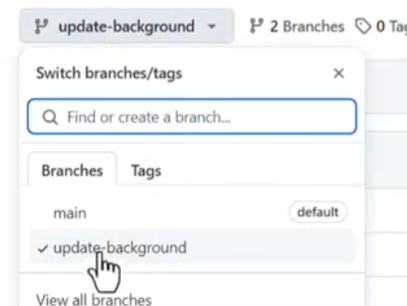 update-background 2 Branches 0
Switch branches/tags
Find or create a branch...
Branches Tags
main default
update-background
View all branches